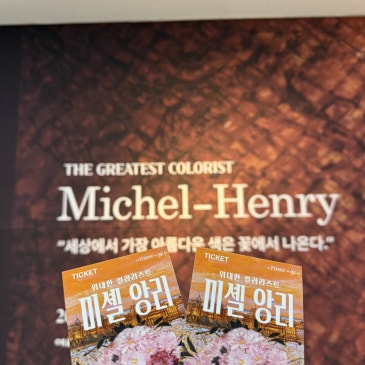 THE GREATEST COLORIST
Michel-Henry
“세상에서 가장 아름다운 색은 꽃에서 나온다.”
TICKET
위대한 컬러리스트
미셸 앙리
TICKET
위대한 컬러리스트
미셸 앙리